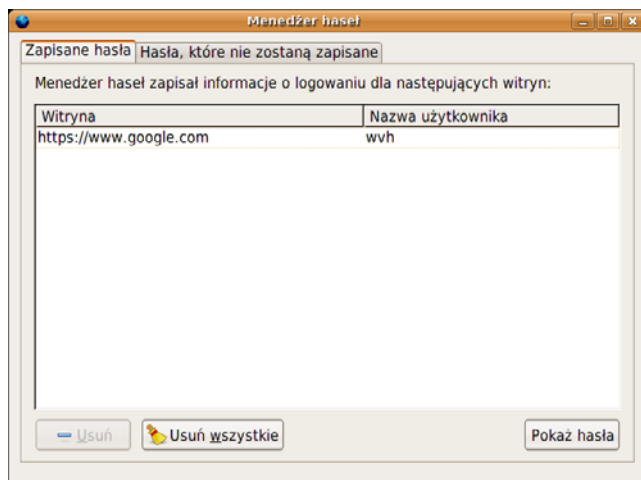 Menedżer haseł
Zapisane hasła Hasła, które nie zostaną zapisane
Menedżer haseł zapisał informacje o logowaniu dla następujących witryn:
Witryna Nazwa użytkownika
https://www.google.com wvh
Usuń Usuń wszystkie Pokaż hasła